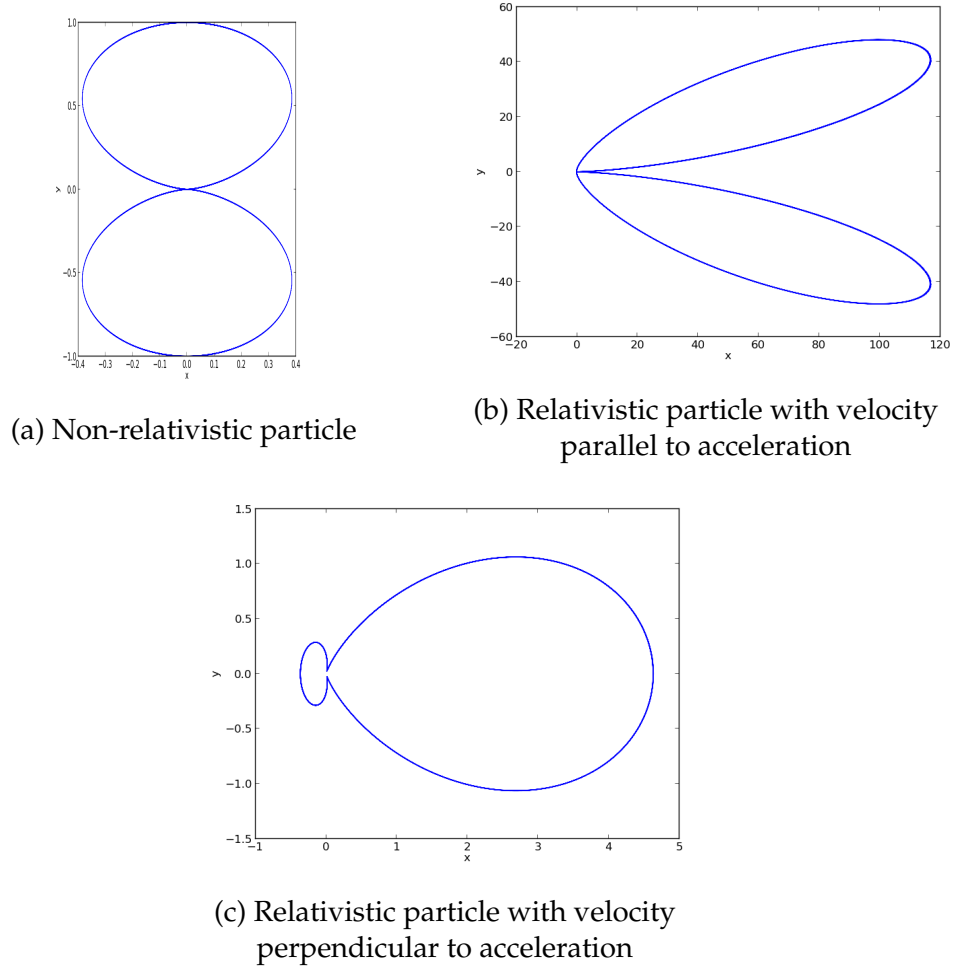 1.0
0.5
0.0
−0.5
−1.0
y
−0.4 −0.3 −0.2 −0.1 0.0 0.1 0.2 0.3 0.4
x
(a) Non-relativistic particle
60
40
20
0
−20
−40
−60
y
−20 0 20 40 60 80 100 120
x
(b) Relativistic particle with velocity
parallel to acceleration
1.5
1.0
0.5
0.0
−0.5
−1.0
−1.5
y
−1 0 1 2 3 4 5
x
(c) Relativistic particle with velocity
perpendicular to acceleration